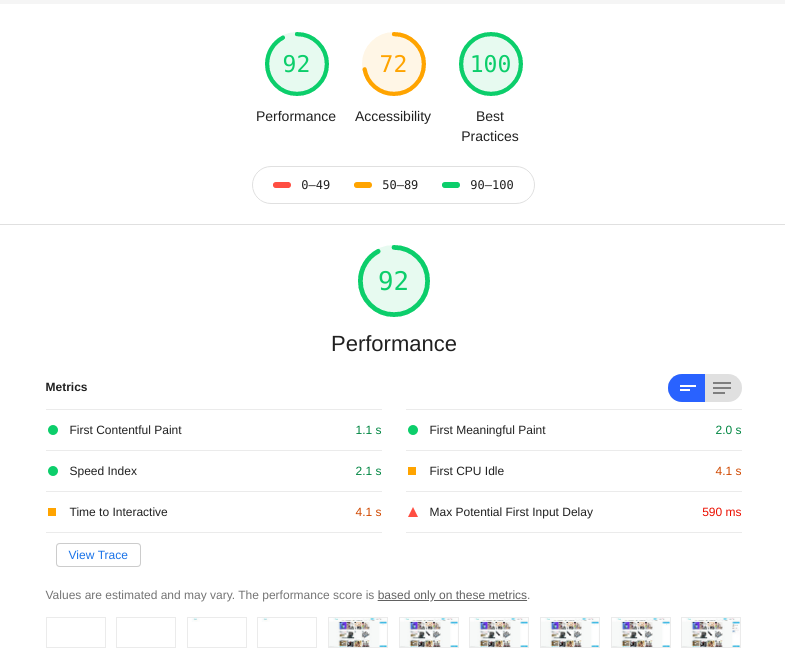 92
72
100
Performance
Accessibility
Best
Practices
0–49
50–89
90–100
92
Performance
Metrics
First Contentful Paint 1.1 s
First Meaningful Paint 2.0 s
Speed Index 2.1 s
First CPU Idle 4.1 s
Time to Interactive 4.1 s
Max Potential First Input Delay 590 ms
View Trace
Values are estimated and may vary. The performance score is based only on these metrics.